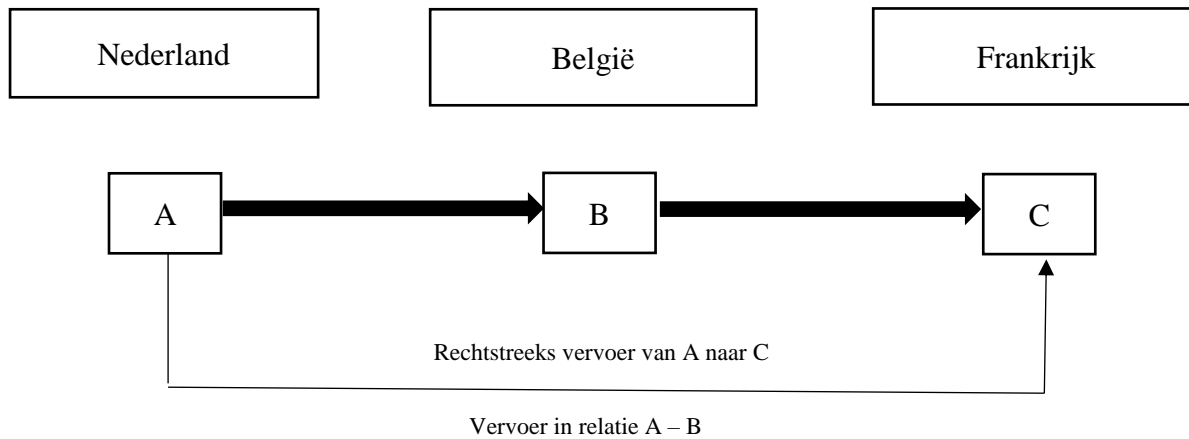 Nederland
België
Frankrijk
A
B
C
Rechtstreeks vervoer van A naar C
Vervoer in relatie A – B